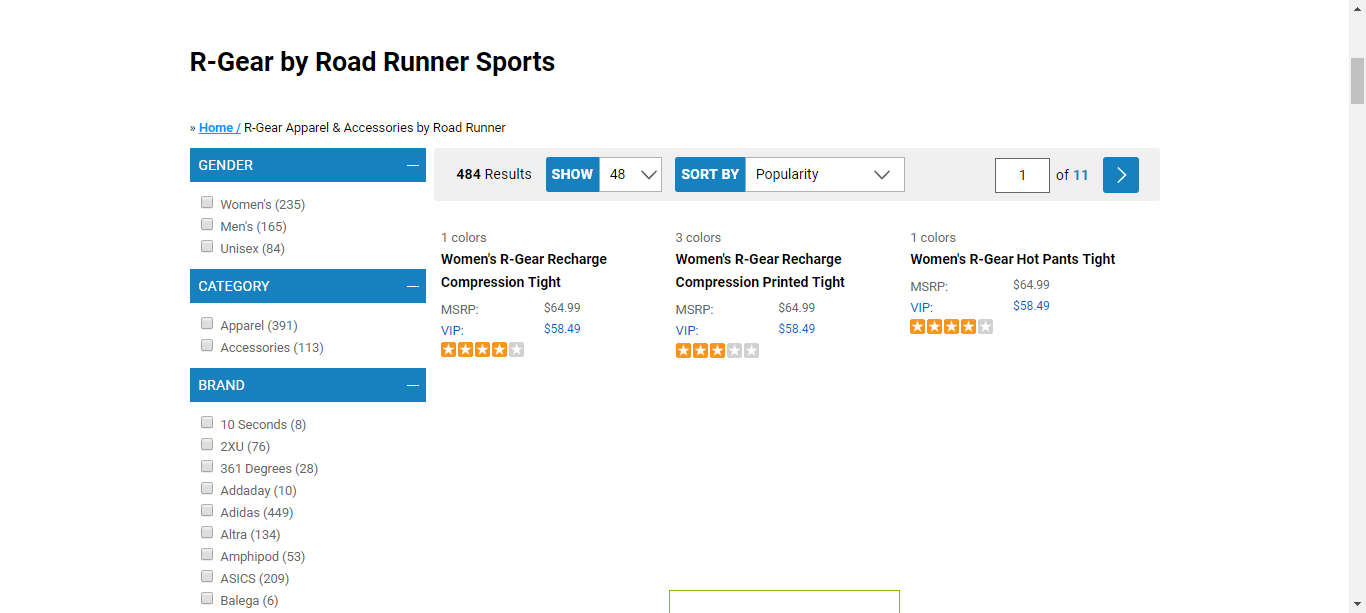 R-Gear by Road Runner Sports
» Home / R-Gear Apparel & Accessories by Road Runner
GENDER
Women's (235)
Men's (165)
Unisex (84)
CATEGORY
Apparel (391)
Accessories (113)
BRAND
10 Seconds (8)
2XU (76)
361 Degrees (28)
Addaday (10)
Adidas (449)
Altra (134)
Amphipod (53)
ASICS (209)
Balega (6)
484 Results SHOW 48 SORT BY Popularity 1 of 11
1 colors
Women's R-Gear Recharge
Compression Tight
MSRP: $64.99
VIP: $58.49
3 colors
Women's R-Gear Recharge
Compression Printed Tight
MSRP: $64.99
VIP: $58.49
1 colors
Women's R-Gear Hot Pants Tight
MSRP: $64.99
VIP: $58.49